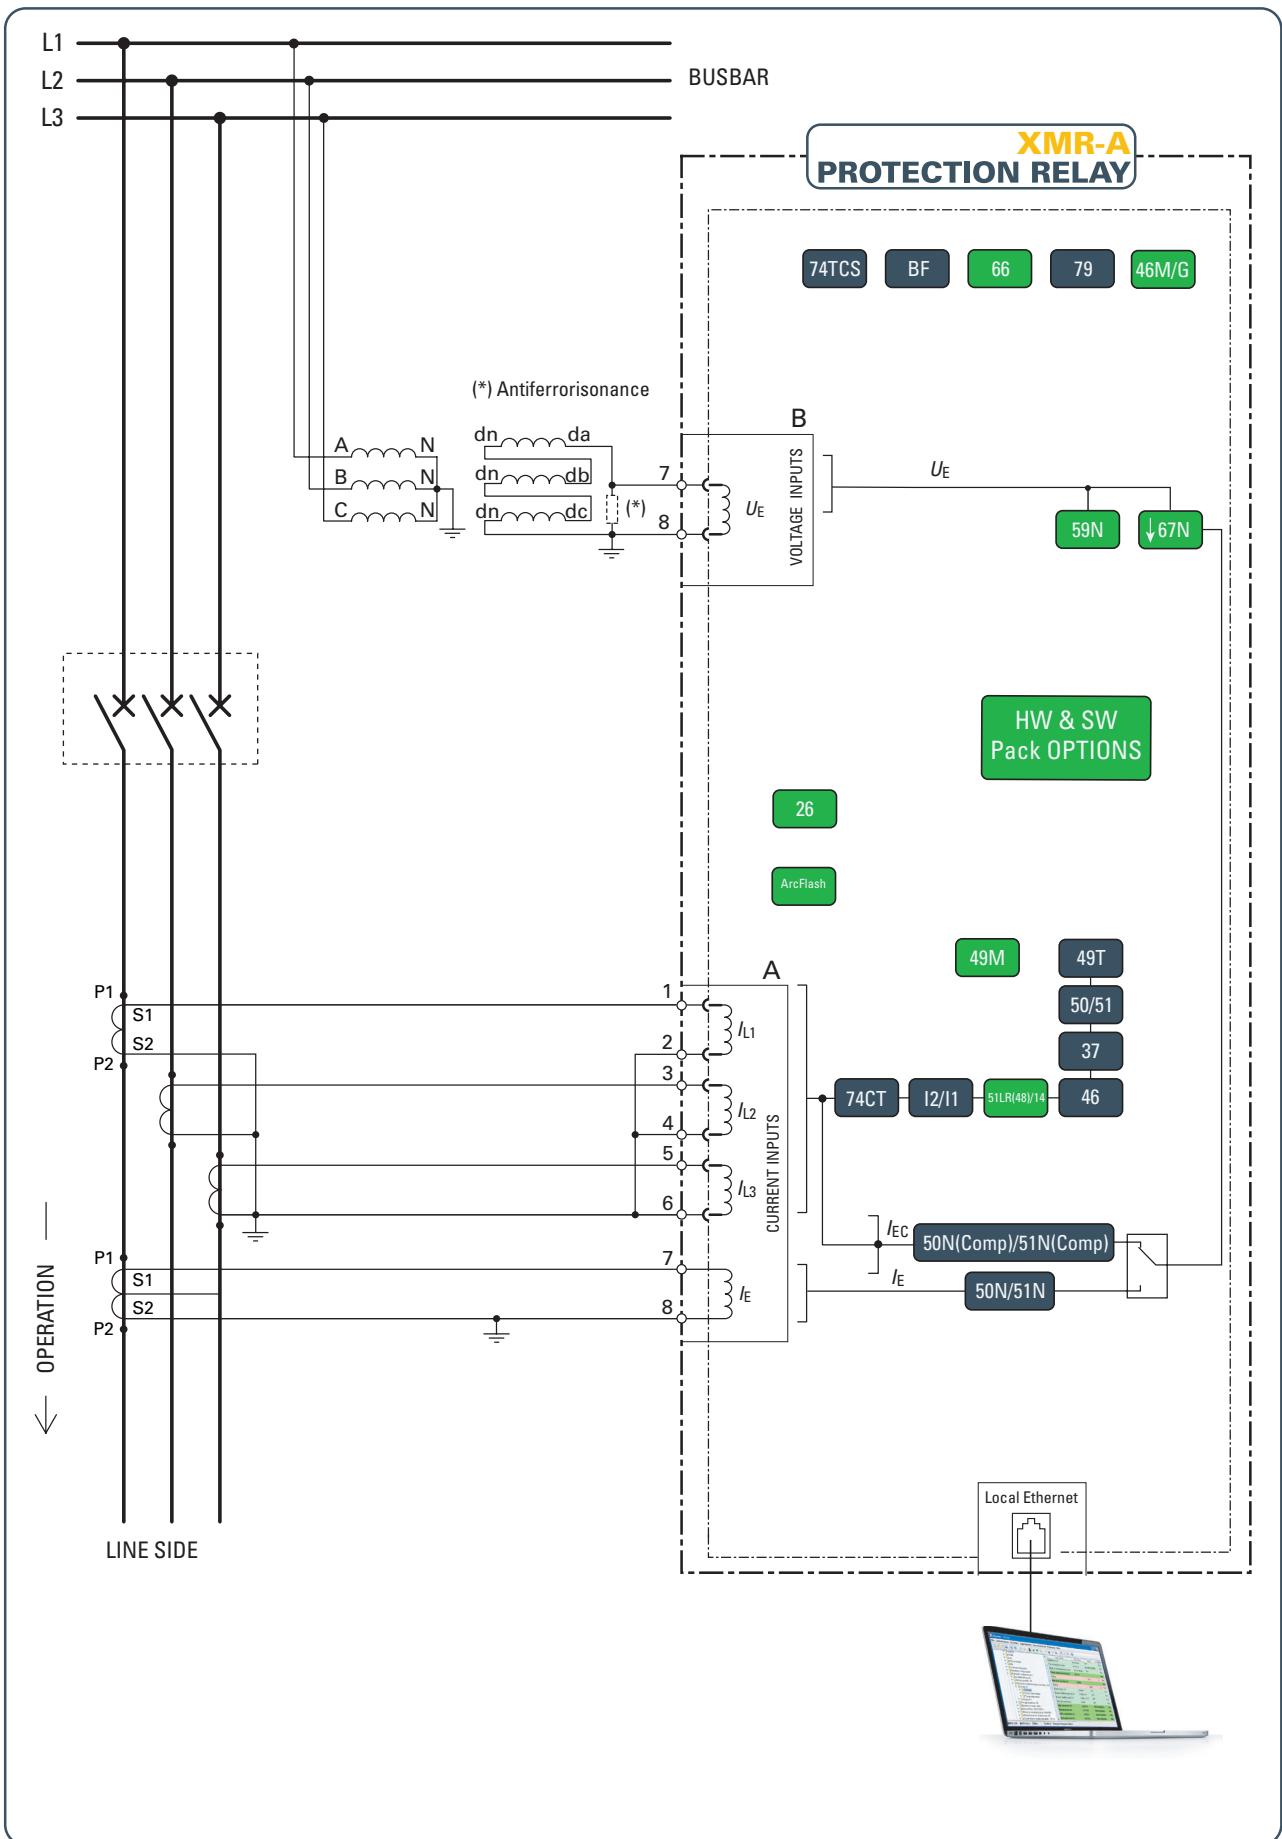 L1
L2
BUSBAR
L3
XMR-A
PROTECTION RELAY
74TCS BF 66 79 46M/G
(*) Antiferrorisonance
A N
B N
C N
dn da
dn db
dn dc
(*)
7
8
B
UE
VOLTAGE INPUTS
UE
59N
↓67N
HW & SW
Pack OPTIONS
26
ArcFlash
49M
49T
50/51
37
74CT I2/I1 51LR(48)/14 46
A
P1
S1
S2
P2
1
2
3
4
5
6
IL1
IL2
IL3
CURRENT INPUTS
IEC
50N(Comp)/51N(Comp)
IE
50N/51N
P1
S1
S2
P2
7
8
IE
OPERATION
LINE SIDE
Local Ethernet